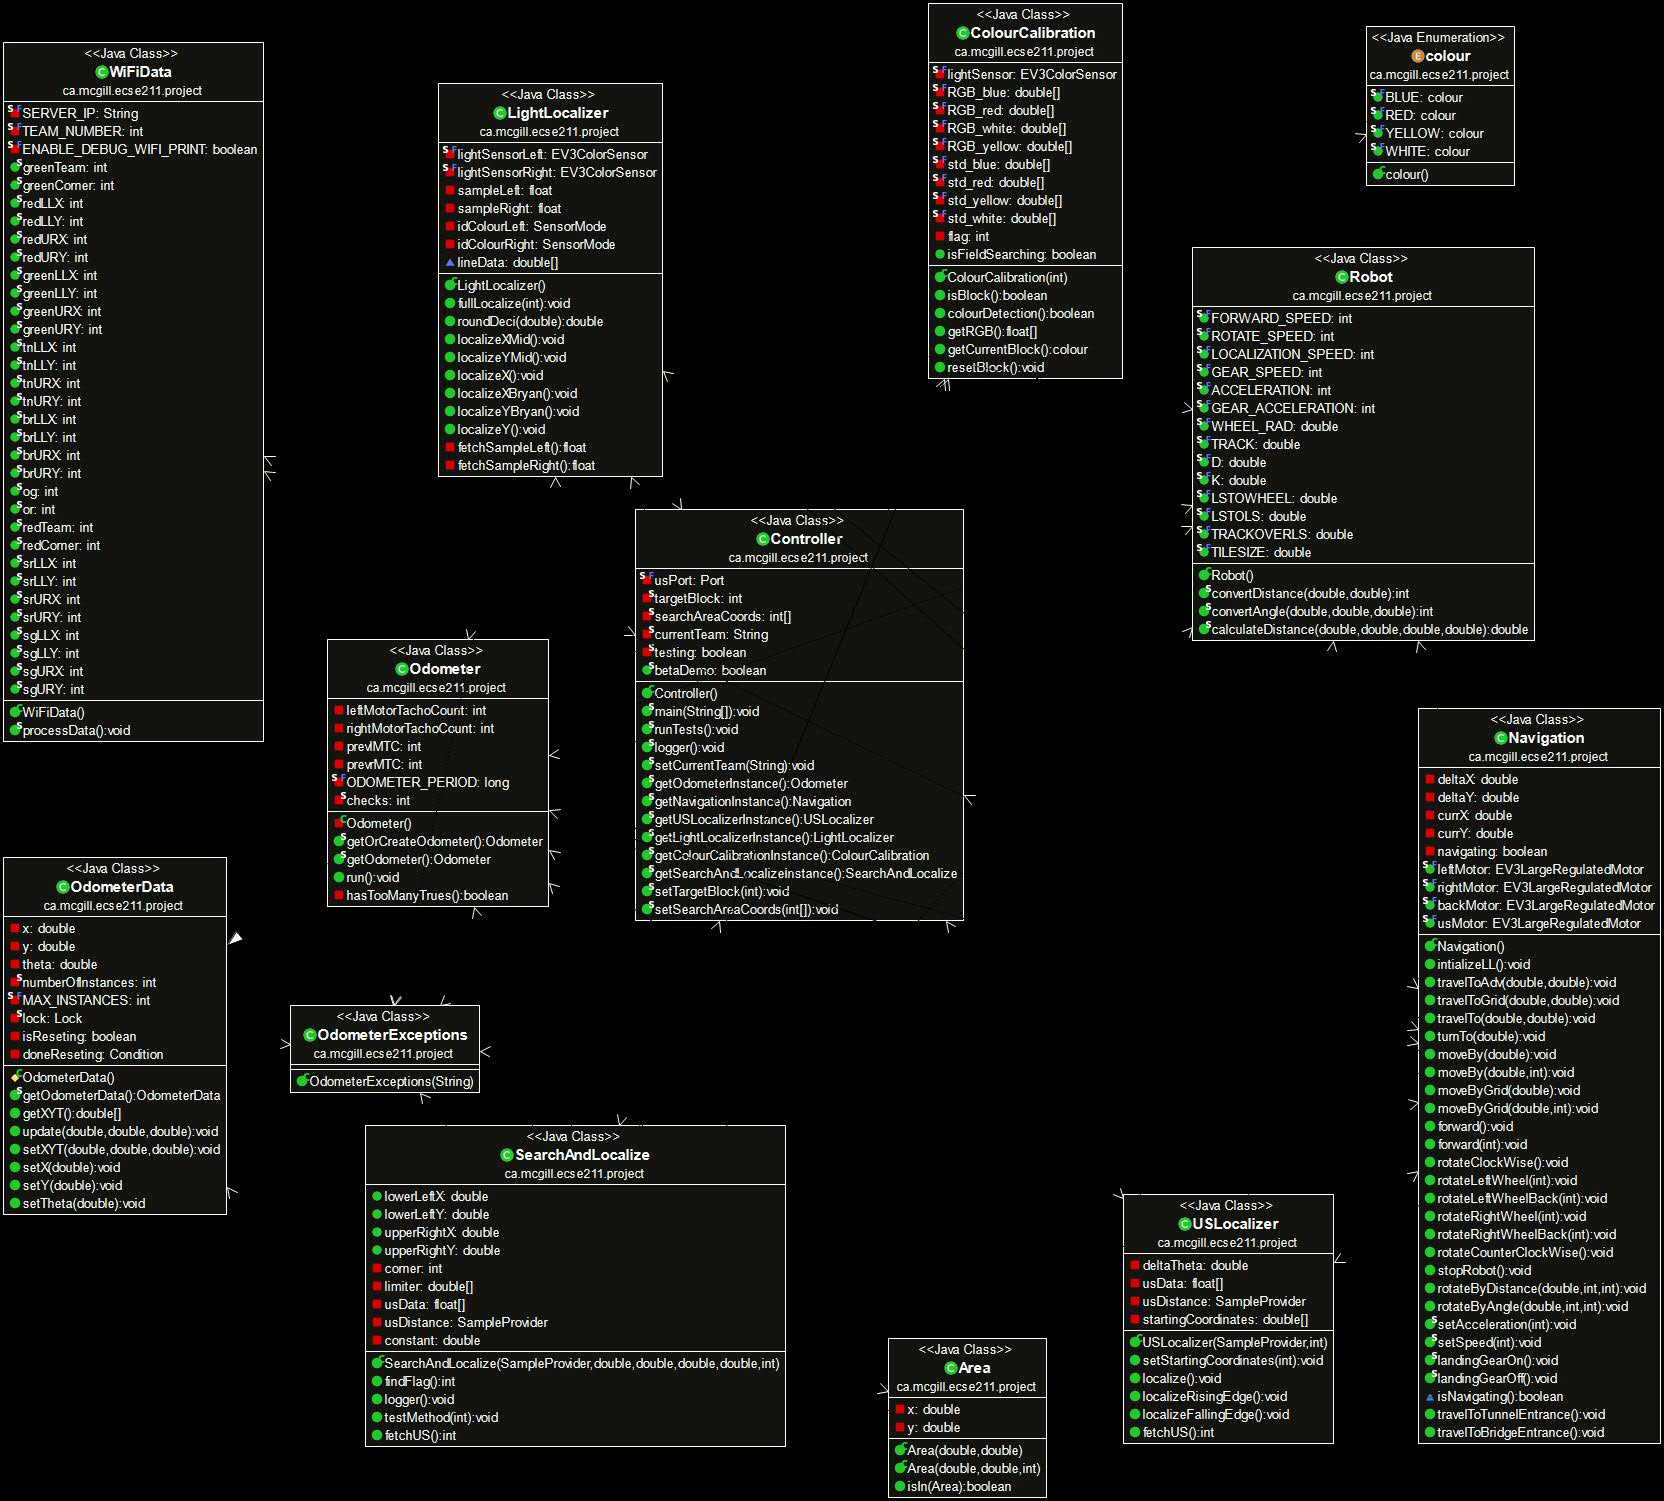 <<Java Class>>
WiFiData
ca.mcgill.ecse211.project
SERVER_IP: String
TEAM_NUMBER: int
ENABLE_DEBUG_WIFI_PRINT: boolean
greenTeam: int
greenCorner: int
redLLX: int
redLLY: int
redURX: int
redURY: int
greenLLX: int
greenLLY: int
greenURX: int
greenURY: int
tnLLX: int
tnLLY: int
tnURX: int
tnURY: int
brLLX: int
brLLY: int
brURX: int
brURY: int
og: int
or: int
redTeam: int
redCorner: int
srLLX: int
srLLY: int
srURX: int
srURY: int
sgLLX: int
sgLLY: int
sgURX: int
sgURY: int
WiFiData()
processData():void
<<Java Class>>
LightLocalizer
ca.mcgill.ecse211.project
lightSensorLeft: EV3ColorSensor
lightSensorRight: EV3ColorSensor
sampleLeft: float
sampleRight: float
idColourLeft: SensorMode
idColourRight: SensorMode
lineData: double[]
LightLocalizer()
fullLocalize(int):void
roundDeci(double):double
localizeXMid():void
localizeYMid():void
localizeX():void
localizeXBryan():void
localizeYBryan():void
localizeY():void
fetchSampleLeft():float
fetchSampleRight():float
<<Java Class>>
ColourCalibration
ca.mcgill.ecse211.project
lightSensor: EV3ColorSensor
RGB_blue: double[]
RGB_red: double[]
RGB_white: double[]
RGB_yellow: double[]
std_blue: double[]
std_red: double[]
std_yellow: double[]
std_white: double[]
flag: int
isFieldSearching: boolean
ColourCalibration(int)
isBlock():boolean
colourDetection():boolean
getRGB():float[]
getCurrentBlock():colour
resetBlock():void
<<Java Enumeration>>
colour
ca.mcgill.ecse211.project
BLUE: colour
RED: colour
YELLOW: colour
WHITE: colour
colour()
<<Java Class>>
Robot
ca.mcgill.ecse211.project
FORWARD_SPEED: int
ROTATE_SPEED: int
LOCALIZATION_SPEED: int
GEAR_SPEED: int
ACCELERATION: int
GEAR_ACCELERATION: int
WHEEL_RAD: double
TRACK: double
D: double
K: double
LSTOWHEEL: double
LSTOLS: double
TRACKOVERLS: double
TILESIZE: double
Robot()
convertDistance(double,double):int
convertAngle(double,double,double):int
calculateDistance(double,double,double,double):double
<<Java Class>>
Controller
ca.mcgill.ecse211.project
usPort: Port
targetBlock: int
searchAreaCoords: int[]
currentTeam: String
testing: boolean
betaDemo: boolean
Controller()
main(String[]):void
runTests():void
logger():void
setCurrentTeam(String):void
getOdometerInstance():Odometer
getNavigationInstance():Navigation
getUSLocalizerInstance():USLocalizer
getLightLocalizerInstance():LightLocalizer
getColourCalibrationInstance():ColourCalibration
getSearchAndLocalizeInstance():SearchAndLocalize
setTargetBlock(int):void
setSearchAreaCoords(int[]):void
<<Java Class>>
Odometer
ca.mcgill.ecse211.project
leftMotorTachoCount: int
rightMotorTachoCount: int
prevlMTC: int
prevrMTC: int
ODOMETER_PERIOD: long
checks: int
Odometer()
getOrCreateOdometer():Odometer
getOdometer():Odometer
run():void
hasTooManyTrues():boolean
<<Java Class>>
Navigation
ca.mcgill.ecse211.project
deltaX: double
deltaY: double
currX: double
currY: double
navigating: boolean
leftMotor: EV3LargeRegulatedMotor
rightMotor: EV3LargeRegulatedMotor
backMotor: EV3LargeRegulatedMotor
usMotor: EV3LargeRegulatedMotor
Navigation()
intializeLL():void
travelToAdv(double,double):void
travelToGrid(double,double):void
travelTo(double,double):void
turnTo(double):void
moveBy(double):void
moveBy(double,int):void
moveByGrid(double):void
moveByGrid(double,int):void
forward():void
forward(int):void
rotateClockWise():void
rotateLeftWheel(int):void
rotateLeftWheelBack(int):void
rotateRightWheel(int):void
rotateRightWheelBack(int):void
rotateCounterClockWise():void
stopRobot():void
rotateByDistance(double,int,int):void
rotateByAngle(double,int,int):void
setAcceleration(int):void
setSpeed(int):void
landingGearOn():void
landingGearOff():void
isNavigating():boolean
travelToTunnelEntrance():void
travelToBridgeEntrance():void
<<Java Class>>
OdometerData
ca.mcgill.ecse211.project
x: double
y: double
theta: double
numberOfInstances: int
MAX_INSTANCES: int
lock: Lock
isReseting: boolean
doneReseting: Condition
OdometerData()
getOdometerData():OdometerData
getXYT():double[]
update(double,double,double):void
setXYT(double,double,double):void
setX(double):void
setY(double):void
setTheta(double):void
<<Java Class>>
OdometerExceptions
ca.mcgill.ecse211.project
OdometerExceptions(String)
<<Java Class>>
SearchAndLocalize
ca.mcgill.ecse211.project
lowerLeftX: double
lowerLeftY: double
upperRightX: double
upperRightY: double
corner: int
limiter: double[]
usData: float[]
usDistance: SampleProvider
constant: double
SearchAndLocalize(SampleProvider,double,double,double,double,int)
findFlag():int
logger():void
testMethod(int):void
fetchUS():int
<<Java Class>>
USLocalizer
ca.mcgill.ecse211.project
deltaTheta: double
usData: float[]
usDistance: SampleProvider
startingCoordinates: double[]
USLocalizer(SampleProvider,int)
setStartingCoordinates(int):void
localize():void
localizeRisingEdge():void
localizeFallingEdge():void
fetchUS():int
<<Java Class>>
Area
ca.mcgill.ecse211.project
x: double
y: double
Area(double,double)
Area(double,double,int)
isIn(Area):boolean